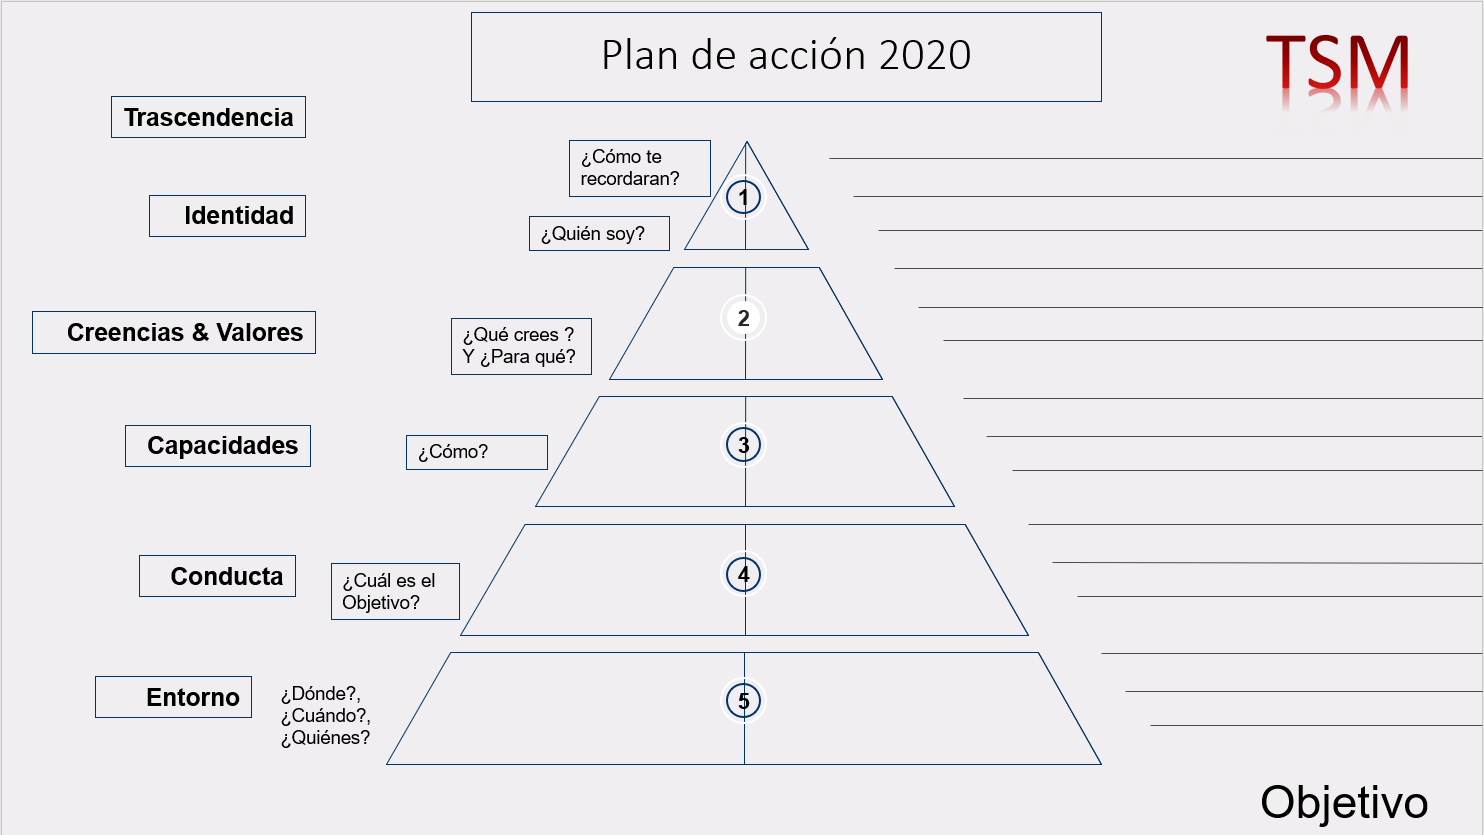 Plan de acción 2020
TSM
Trascendencia
¿Cómo te
recordaran?
1
Identidad
¿Quién soy?
2
Creencias & Valores
¿Qué crees ?
Y ¿Para qué?
Capacidades
¿Cómo?
3
Conducta
¿Cuál es el
Objetivo?
4
Entorno
¿Dónde?,
¿Cuándo?,
¿Quiénes?
5
Objetivo